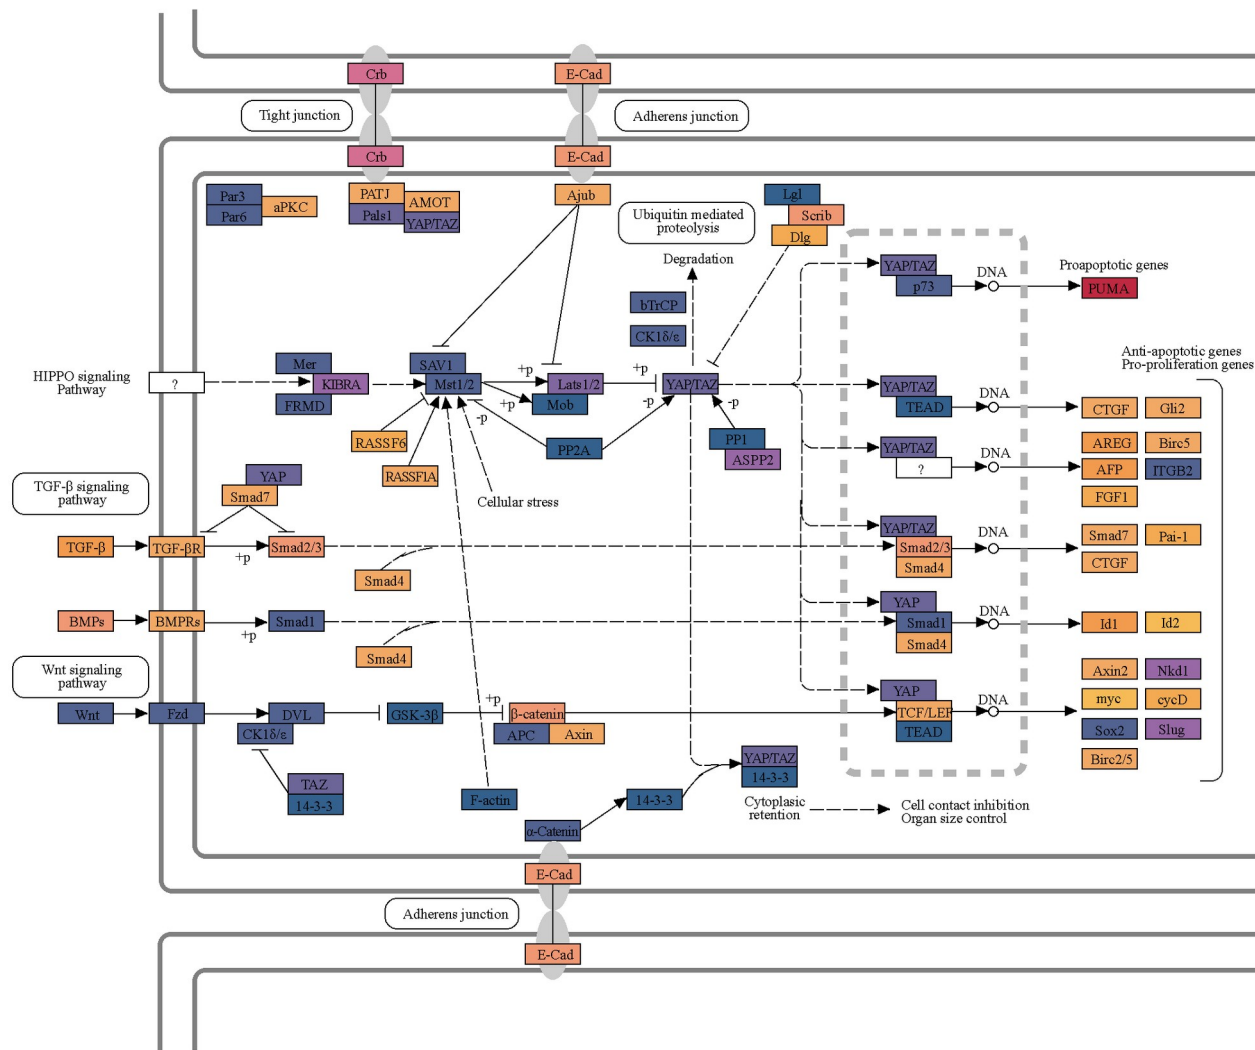 Crb
E-Cad
Tight junction
Adherens junction
Crb
E-Cad
Par3
Par6
aPKC
PATJ
Pals1
AMOT
YAP/TAZ
Ajub
Lgl
Scrib
Dlg
Ubiquitin mediated
proteolysis
Degradation
bTrCP
CK1δ/ε
YAP/TAZ
p73
DNA
Proapoptotic genes
PUMA
HIPPO signaling
Pathway
?
Mer
KIBRA
FRMD
SAV1
Mst1/2
+p
+p
Lats1/2
Mob
+p
YAP/TAZ
-p
-p
-p
RASSF6
RASSF1A
PP2A
PP1
ASPP2
Cellular stress
YAP/TAZ
TEAD
DNA
YAP/TAZ
?
DNA
Anti-apoptotic genes
Pro-proliferation genes
CTGF
Gli2
AREG
Birc5
AFP
ITGB2
FGF1
TGF-β signaling
pathway
YAP
Smad7
TGF-β
TGF-βR
+p
Smad2/3
Smad4
YAP/TAZ
Smad2/3
Smad4
DNA
Smad7
Pai-1
CTGF
BMPs
BMPRs
+p
Smad1
Smad4
YAP
Smad1
Smad4
DNA
Id1
Id2
Wnt signaling
pathway
Wnt
Fzd
DVL
CK1δ/ε
GSK-3β
+p
β-catenin
APC
Axin
YAP
TCF/LEF
TEAD
DNA
Axin2
Nkd1
myc
cycD
Sox2
Slug
Birc2/5
TAZ
14-3-3
F-actin
α-Catenin
14-3-3
YAP/TAZ
14-3-3
Cytoplasic
retention
Cell contact inhibition
Organ size control
E-Cad
Adherens junction
E-Cad